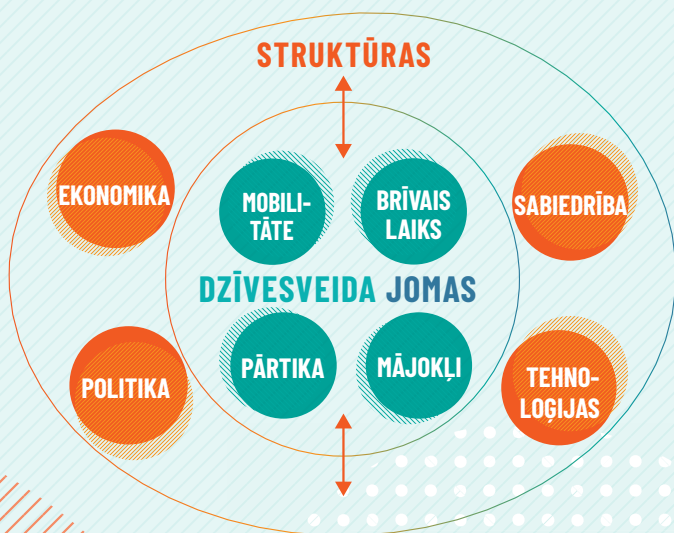 STRUKTŪRAS
EKONOMIKA
MOBILI-
TĀTE
BRĪVAIS
LAIKS
SABIEDRĪBA
DZĪVESVEIDA JOMAS
POLITIKA
PĀRTIKA
MĀJOKĻI
TEHNO-
LOĢIJAS